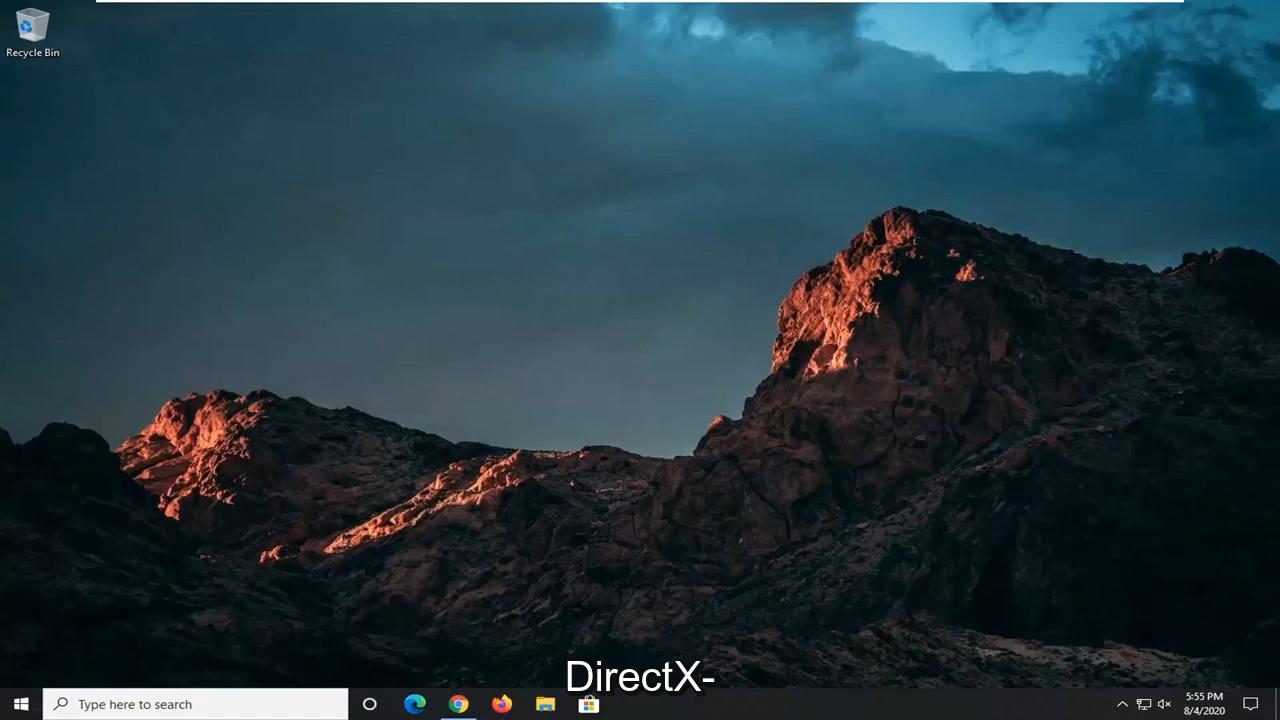 Recycle Bin
DirectX-
Type here to search
5:55 PM
8/4/2020